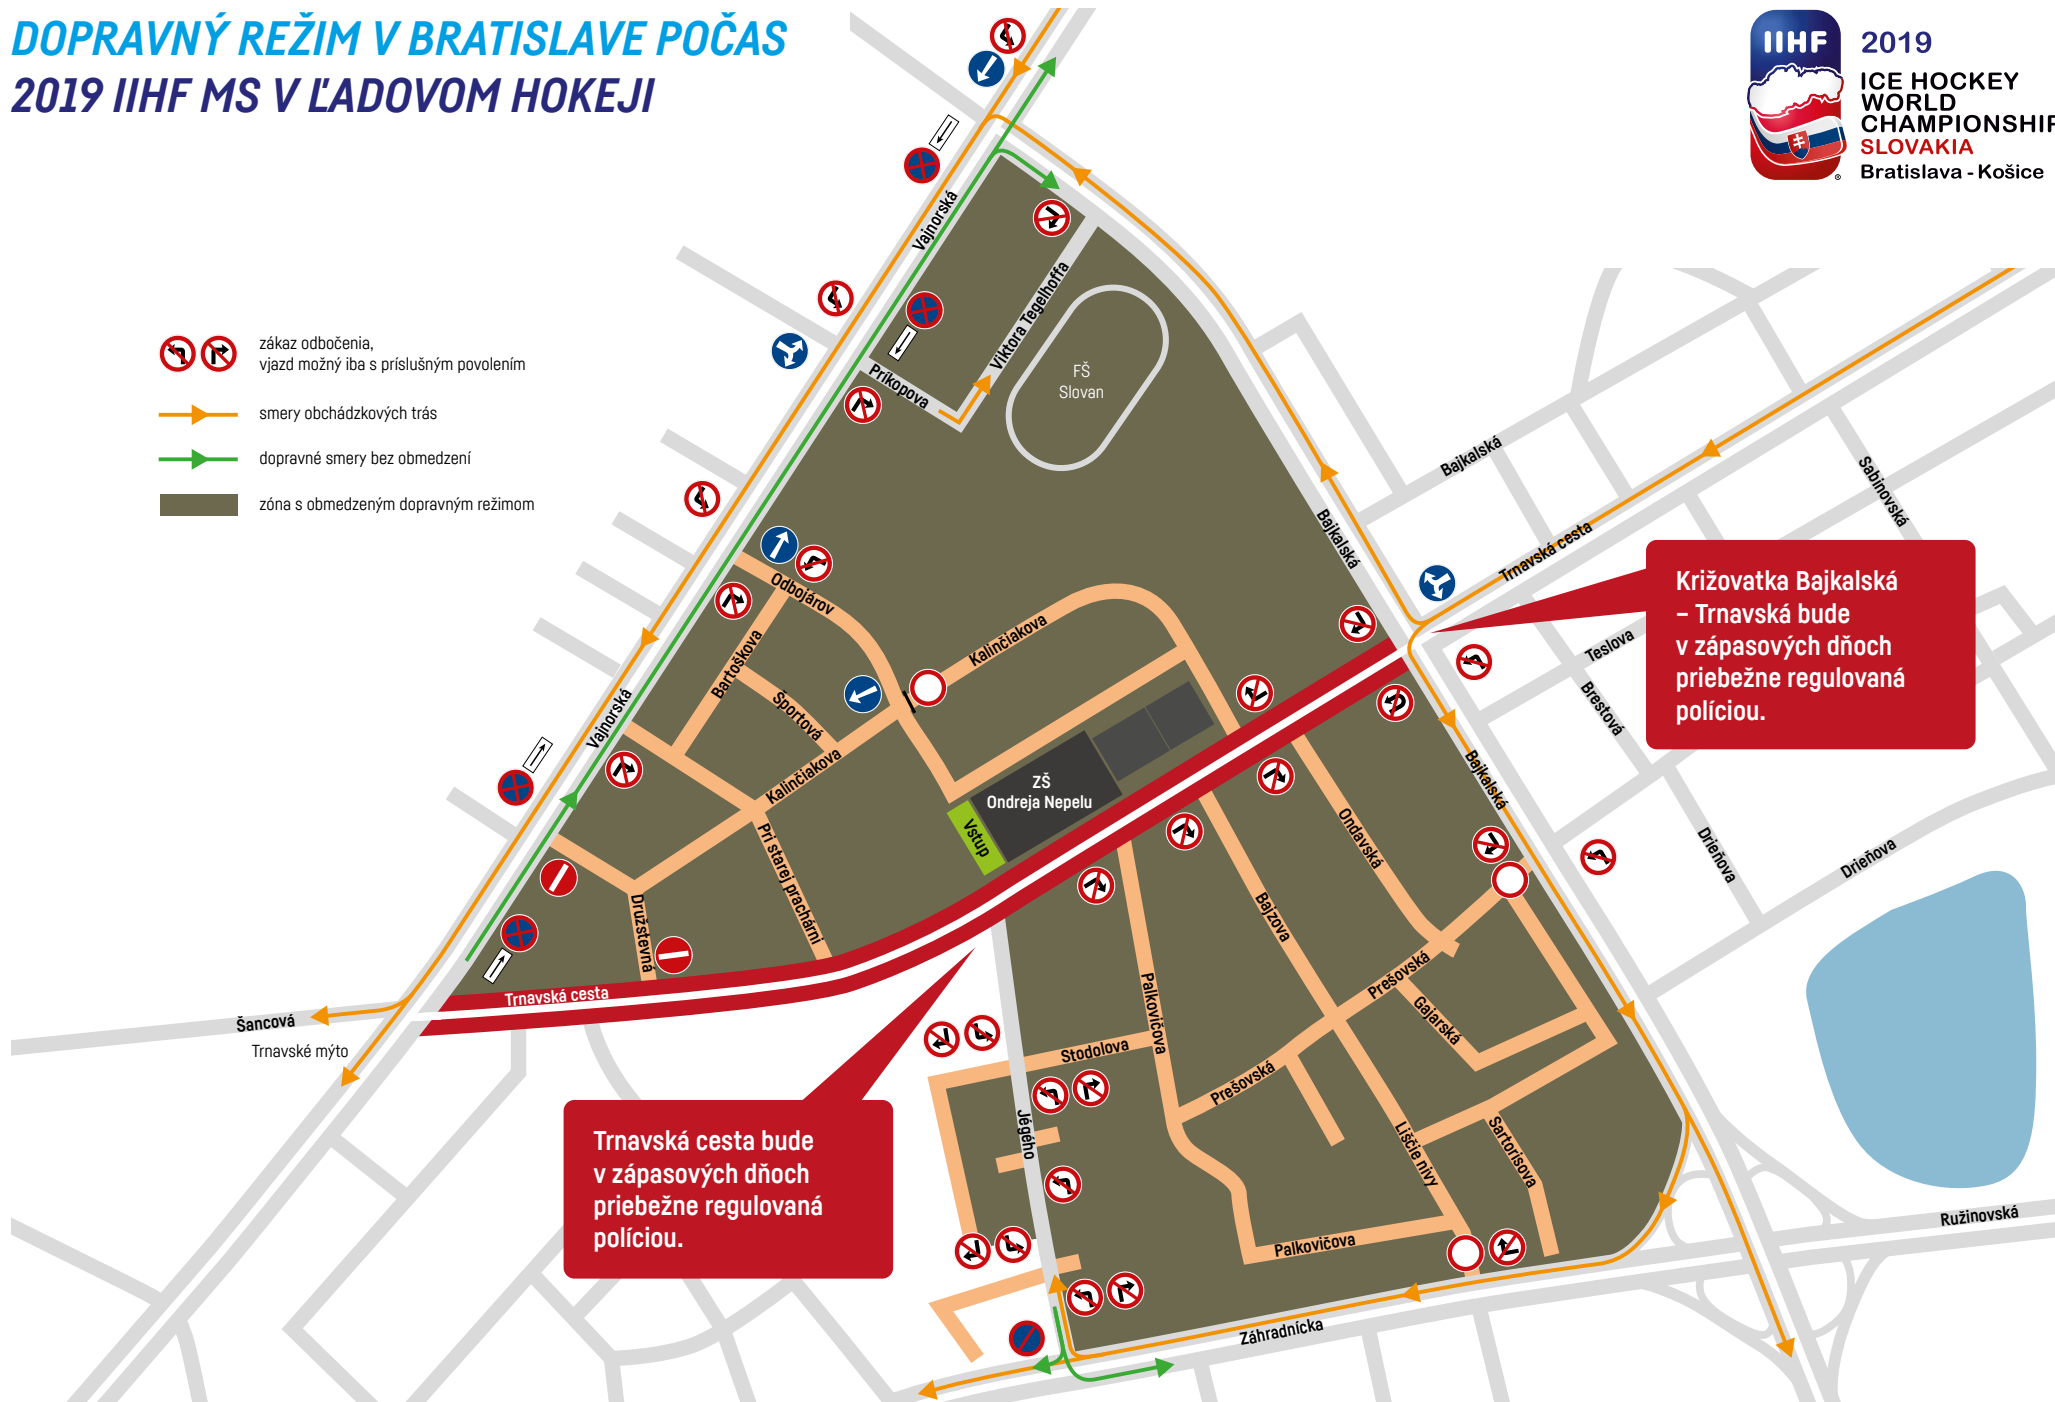 DOPRAVNÝ REŽIM V BRATISLAVE POČAS
2019 IIHF MS V ĽADOVOM HOKEJI
IIHF
2019
ICE HOCKEY
WORLD
CHAMPIONSHIP
SLOVAKIA
Bratislava - Košice
®
zákaz odbočenia,
vjazd možný iba s príslušným povolením
smery obchádzkových trás
dopravné smery bez obmedzení
zóna s obmedzeným dopravným režimom
Vajnorská
Viktora Tegelhoffa
Príkopova
FŠ
Slovan
Bajkalská
Bajkalská
Sabinovská
Trnavská cesta
Križovatka Bajkalská
– Trnavská bude
v zápasových dňoch
priebežne regulovaná
políciou.
Odbojárov
Kalinčiakova
Bartoškova
Športová
Teslova
Brestová
Vajnorská
Kalinčiakova
Bajkalská
ZŠ
Ondreja Nepelu
Vstup
Pri starej prachárni
Ondavská
Drieňova
Drieňova
Družstevná
Bajzova
Prešovská
Trnavská cesta
Šancová
Trnavské mýto
Palkovičova
Gajarská
Stodolova
Prešovská
Jégého
Liščie nivy
Sartorisova
Trnavská cesta bude
v zápasových dňoch
priebežne regulovaná
políciou.
Palkovičova
Ružinovská
Záhradnícka